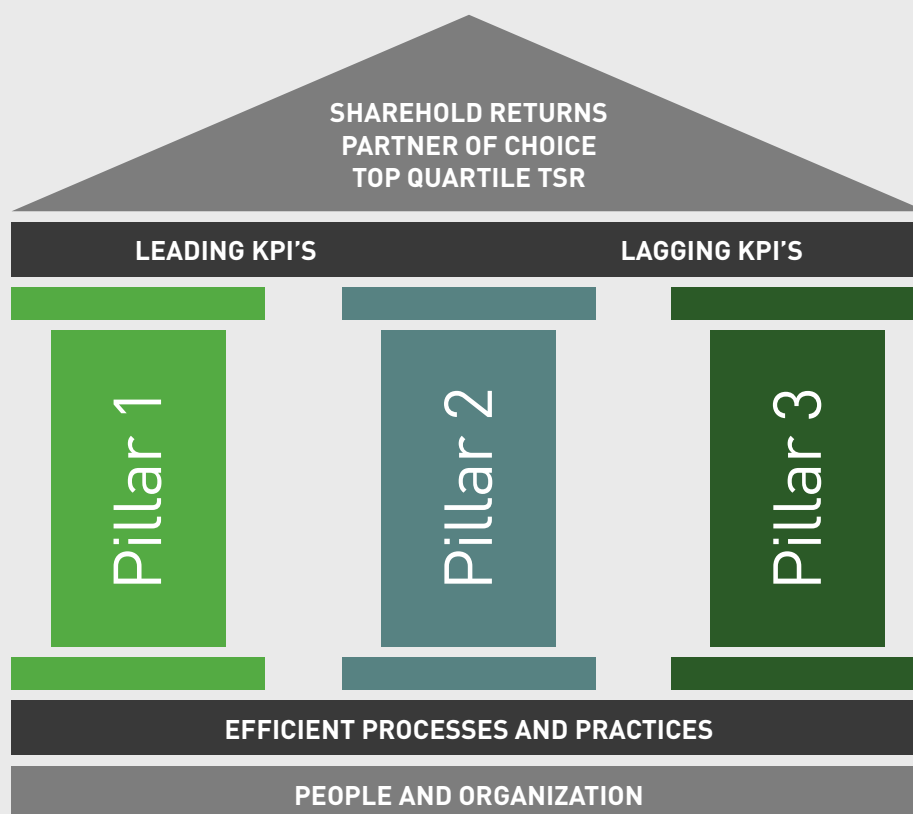 SHAREHOLD RETURNS
PARTNER OF CHOICE
TOP QUARTILE TSR
LEADING KPI'S
LAGGING KPI'S
Pillar 1
Pillar 2
Pillar 3
EFFICIENT PROCESSES AND PRACTICES
PEOPLE AND ORGANIZATION